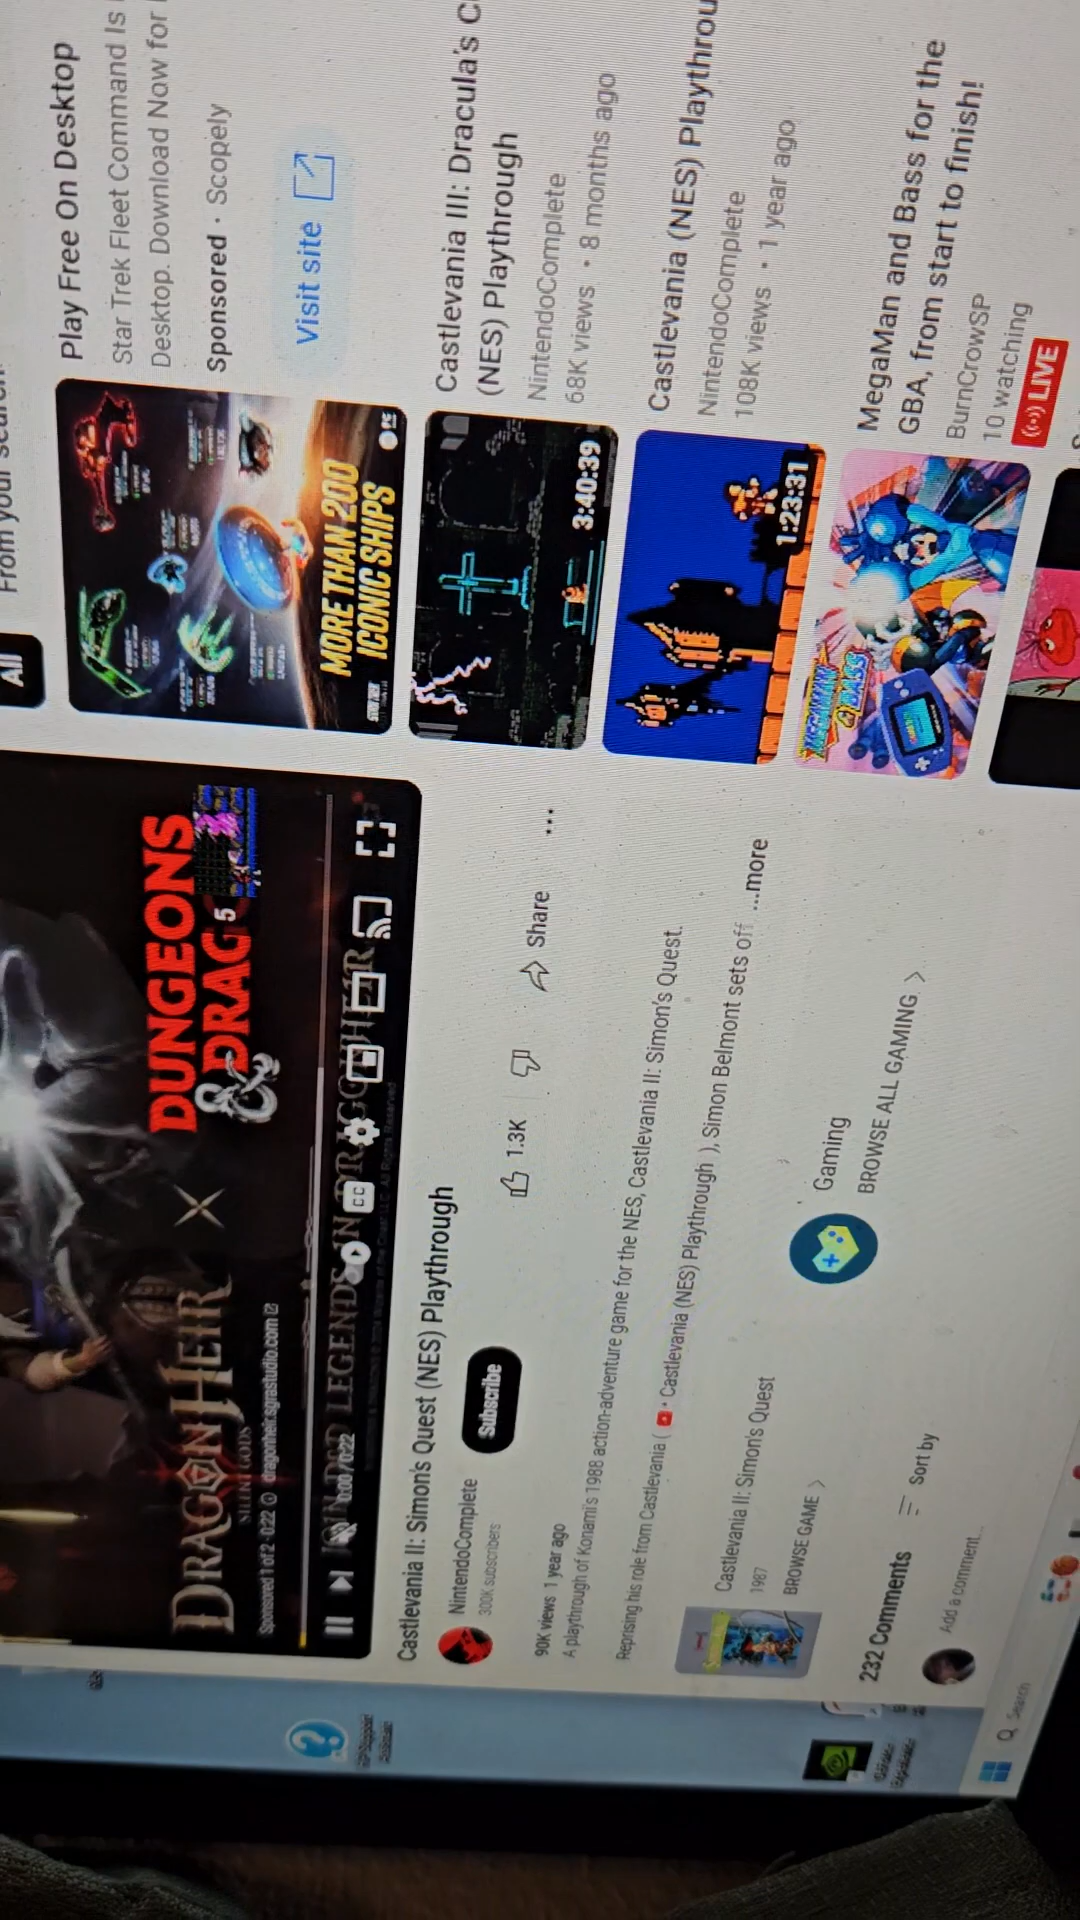 From your search
All
DUNGEONS
& DRAG
5
DRAGONHEIR
SILENT GODS
Sponsored 1 of 2 · 0:22 dragonheir.sgrastudio.com
0:00 / 0:22
CC
Castlevania II: Simon's Quest (NES) Playthrough
NintendoComplete
300K subscribers
Subscribe
1.3K
Share
...
90K views 1 year ago
A playthrough of Konami's 1988 action-adventure game for the NES, Castlevania II: Simon's Quest.
Reprising his role from Castlevania ( • Castlevania (NES) Playthrough ), Simon Belmont sets off ...more
Castlevania II: Simon's Quest
1987
BROWSE GAME >
Gaming
BROWSE ALL GAMING >
232 Comments
Sort by
Add a comment...
MORE THAN 200
ICONIC SHIPS
Play Free On Desktop
Star Trek Fleet Command Is
Desktop. Download Now for
Sponsored · Scopely
Visit site
3:40:39
Castlevania III: Dracula's C
(NES) Playthrough
NintendoComplete
68K views • 8 months ago
1:23:31
Castlevania (NES) Playthrou
NintendoComplete
108K views • 1 year ago
MEGAMAN
& BASS
MegaMan and Bass for the
GBA, from start to finish!
BurnCrowSP
10 watching
LIVE
Search